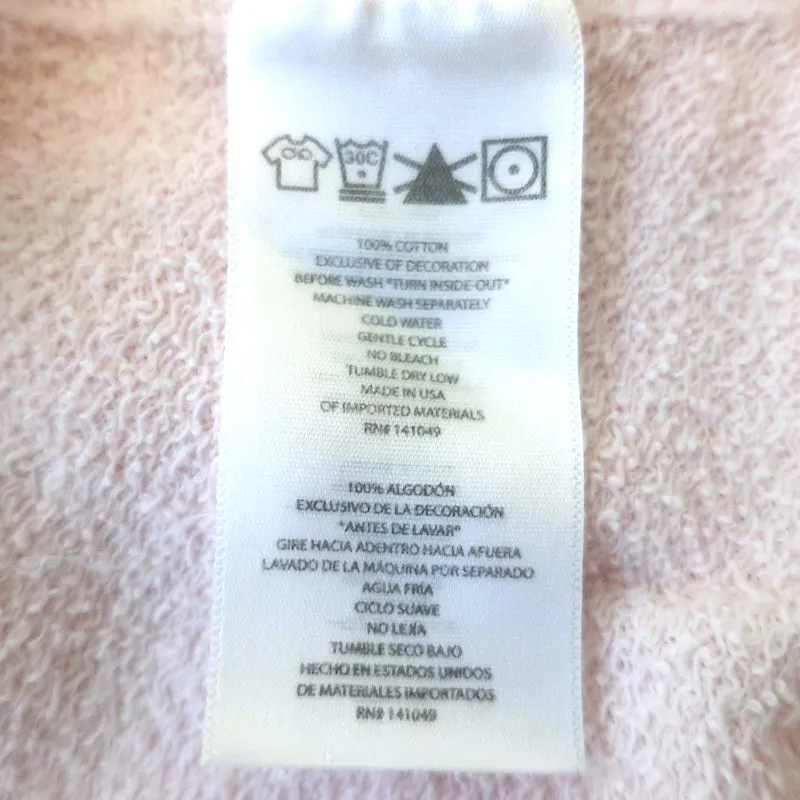 30C
100% COTTON
EXCLUSIVE OF DECORATION
BEFORE WASH "TURN INSIDE-OUT"
MACHINE WASH SEPARATELY
COLD WATER
GENTLE CYCLE
NO BLEACH
TUMBLE DRY LOW
MADE IN USA
OF IMPORTED MATERIALS
RN# 141049
100% ALGODÓN
EXCLUSIVO DE LA DECORACIÓN
"ANTES DE LAVAR"
GIRE HACIA ADENTRO HACIA AFUERA
LAVADO DE LA MÁQUINA POR SEPARADO
AGUA FRÍA
CICLO SUAVE
NO LEXA
TUMBLE SECO BAJO
HECHO EN ESTADOS UNIDOS
DE MATERIALES IMPORTADOS
RN# 141049